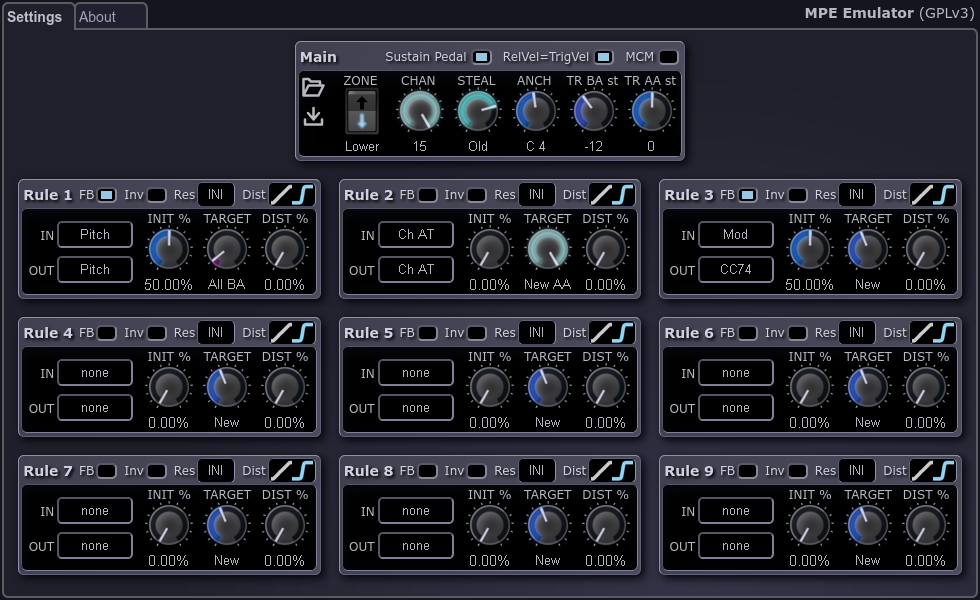 Settings About MPE Emulator (GPLv3)
Main Sustain Pedal RelVel=TrigVel MCM
ZONE CHAN STEAL ANCH TR BA st TR AA st
Lower 15 Old C 4 -12 0
Rule 1 FB Inv Res INI Dist
INIT % TARGET DIST %
IN Pitch
OUT Pitch
50.00% All BA 0.00%
Rule 2 FB Inv Res INI Dist
INIT % TARGET DIST %
IN Ch AT
OUT Ch AT
0.00% New AA 0.00%
Rule 3 FB Inv Res INI Dist
INIT % TARGET DIST %
IN Mod
OUT CC74
50.00% New 0.00%
Rule 4 FB Inv Res INI Dist
INIT % TARGET DIST %
IN none
OUT none
0.00% New 0.00%
Rule 5 FB Inv Res INI Dist
INIT % TARGET DIST %
IN none
OUT none
0.00% New 0.00%
Rule 6 FB Inv Res INI Dist
INIT % TARGET DIST %
IN none
OUT none
0.00% New 0.00%
Rule 7 FB Inv Res INI Dist
INIT % TARGET DIST %
IN none
OUT none
0.00% New 0.00%
Rule 8 FB Inv Res INI Dist
INIT % TARGET DIST %
IN none
OUT none
0.00% New 0.00%
Rule 9 FB Inv Res INI Dist
INIT % TARGET DIST %
IN none
OUT none
0.00% New 0.00%